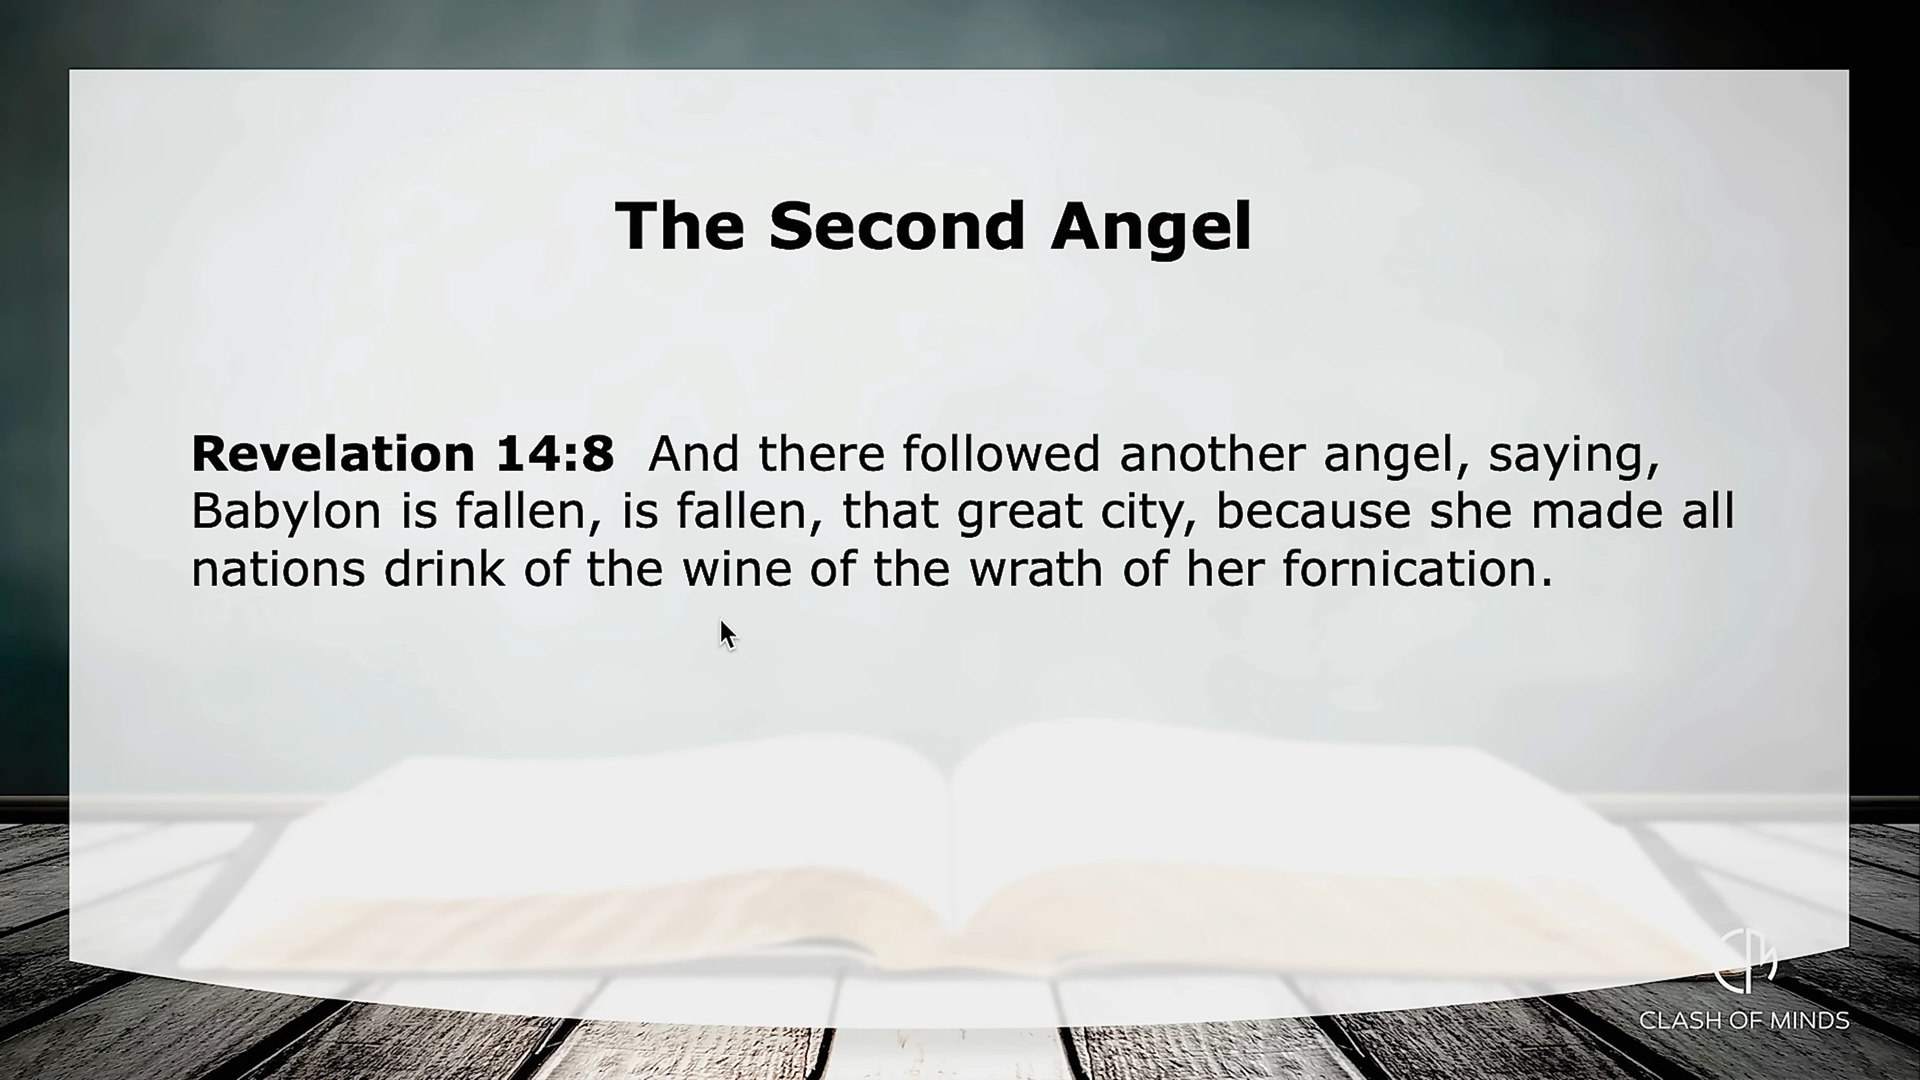 The Second Angel
Revelation 14:8  And there followed another angel, saying,
Babylon is fallen, is fallen, that great city, because she made all
nations drink of the wine of the wrath of her fornication.
CLASH OF MINDS